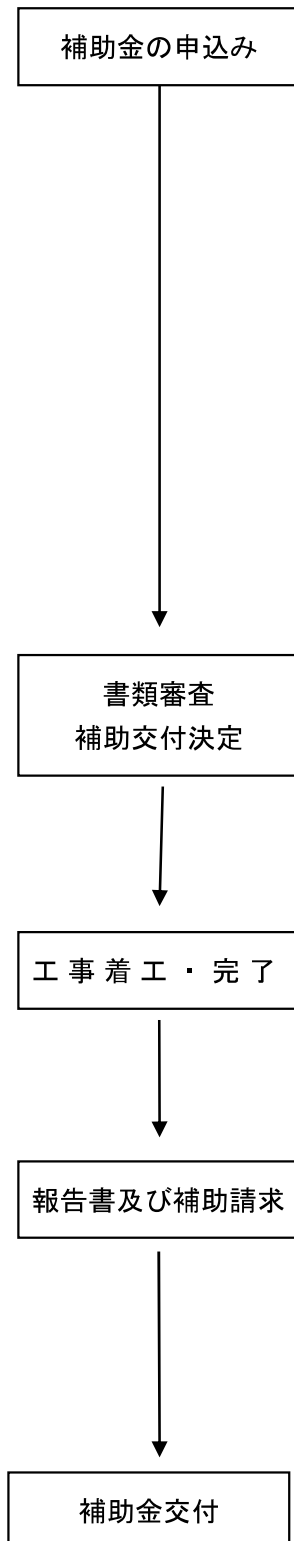 補助金の申込み
書類審査
補助交付決定
工事着工・完了
報告書及び補助請求
補助金交付